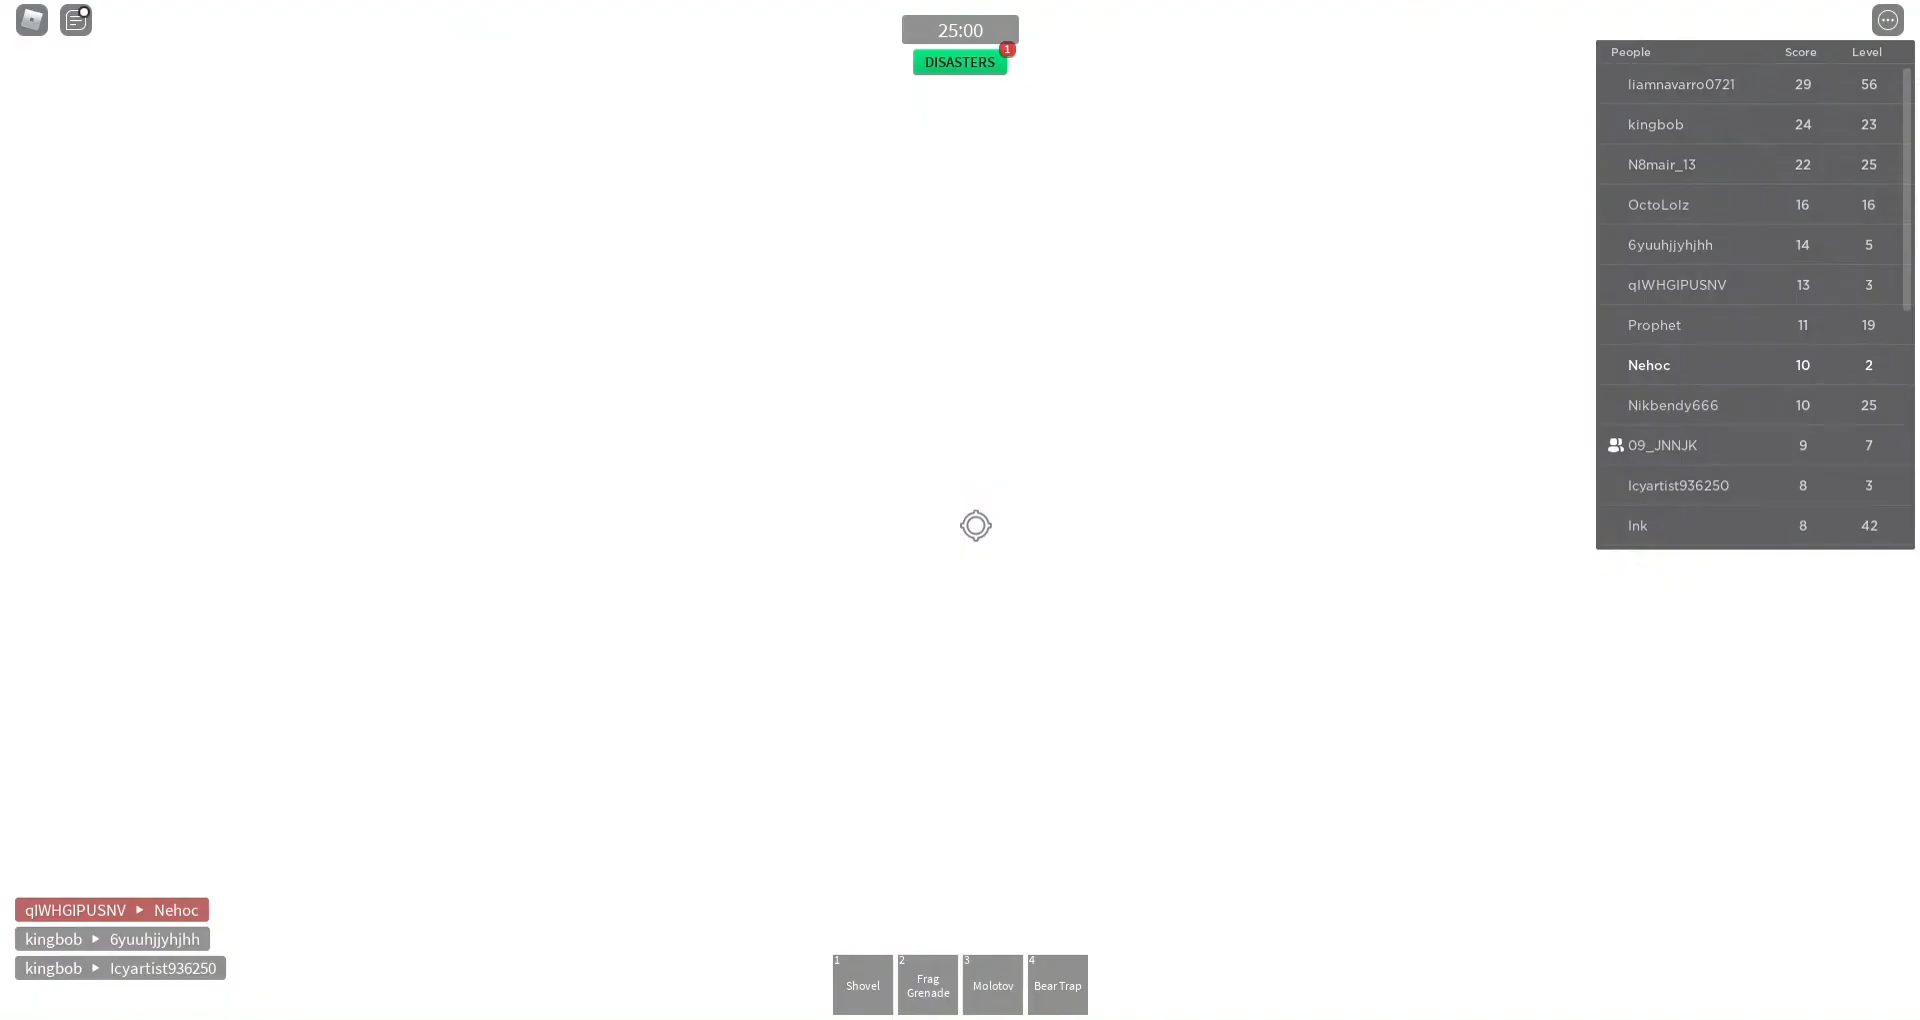 25:00
DISASTERS
1
People Score Level
liamnavarro0721 29 56
kingbob 24 23
N8mair_13 22 25
OctoLolz 16 16
6yuuhjjyhjhh 14 5
qIWHGIPUSNV 13 3
Prophet 11 19
Nehoc 10 2
Nikbendy666 10 25
09_JNNJK 9 7
Icyartist936250 8 3
Ink 8 42
qIWHGIPUSNV ▸ Nehoc
kingbob ▸ 6yuuhjjyhjhh
kingbob ▸ Icyartist936250
1 2 3 4
Shovel
Frag
Grenade
Molotov
Bear Trap